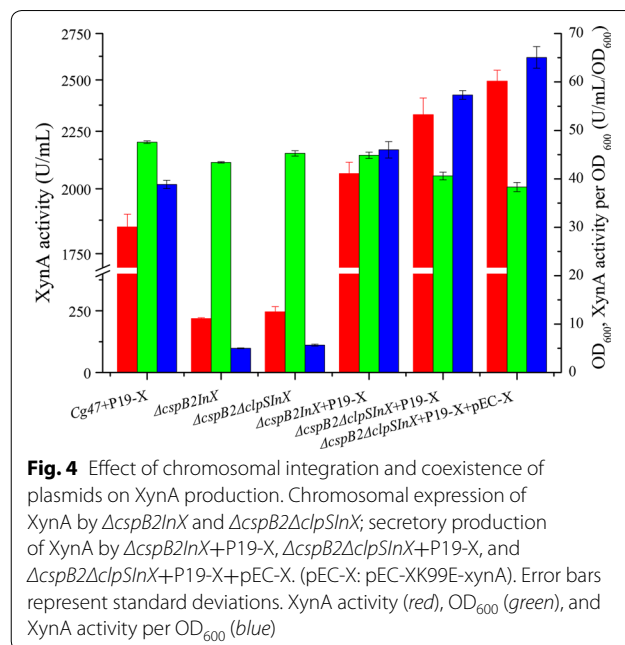 2750
2500
2250
2000
1750
250
0
XynA activity (U/mL)
70
60
50
40
30
20
10
0
OD600, XynA activity per OD 600 (U/mL/OD600)
Cg47+P19-X
ΔcspB2InX
ΔcspB2ΔclpSInX
ΔcspB2InX+P19-X
ΔcspB2ΔclpSInX+P19-X
ΔcspB2ΔclpSInX+P19-X+pEC-X
Fig. 4 Effect of chromosomal integration and coexistence of
plasmids on XynA production. Chromosomal expression of
XynA by ΔcspB2InX and ΔcspB2ΔclpSInX; secretory production
of XynA by ΔcspB2InX+P19-X, ΔcspB2ΔclpSInX+P19-X, and
ΔcspB2ΔclpSInX+P19-X+pEC-X. (pEC-X: pEC-XK99E-xynA). Error bars
represent standard deviations. XynA activity (red), OD600 (green), and
XynA activity per OD600 (blue)